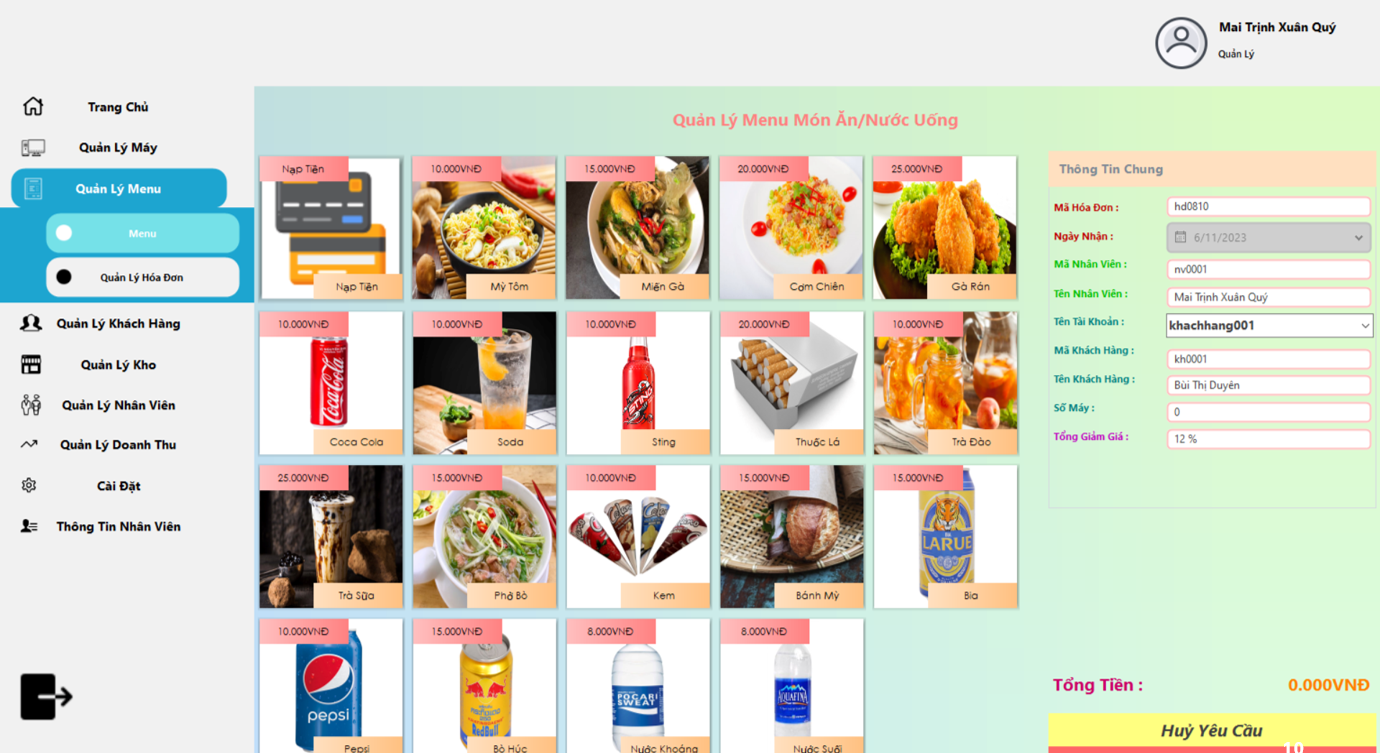 Mai Trịnh Xuân Quý
Quản Lý
Trang Chủ
Quản Lý Máy
Quản Lý Menu
Menu
Quản Lý Hóa Đơn
Quản Lý Khách Hàng
Quản Lý Kho
Quản Lý Nhân Viên
Quản Lý Doanh Thu
Cài Đặt
Thông Tin Nhân Viên
Quản Lý Menu Món Ăn/Nước Uống
Nạp Tiền
Nạp Tiền
10.000VNĐ
Mỳ Tôm
15.000VNĐ
Miến Gà
20.000VNĐ
Cơm Chiên
25.000VNĐ
Gà Rán
10.000VNĐ
Coca-Cola
Coca Cola
10.000VNĐ
Soda
10.000VNĐ
STING
Sting
20.000VNĐ
Thuốc Lá
10.000VNĐ
Trà Đào
25.000VNĐ
Trà Sữa
15.000VNĐ
Phở Bò
10.000VNĐ
Kem
15.000VNĐ
Bánh Mỳ
15.000VNĐ
LARUE
Bia
10.000VNĐ
pepsi
Pepsi
15.000VNĐ
RedBull
Bò Húc
8.000VNĐ
POCARI
SWEAT
Nước Khoáng
8.000VNĐ
AQUAFINA
Nước Suối
Thông Tin Chung
Mã Hóa Đơn : hd0810
Ngày Nhận : 6/11/2023
Mã Nhân Viên : nv0001
Tên Nhân Viên : Mai Trịnh Xuân Quý
Tên Tài Khoản : khachhang001
Mã Khách Hàng : kh0001
Tên Khách Hàng : Bùi Thị Duyên
Số Máy : 0
Tổng Giảm Giá : 12 %
Tổng Tiền : 0.000VNĐ
Huỷ Yêu Cầu
10